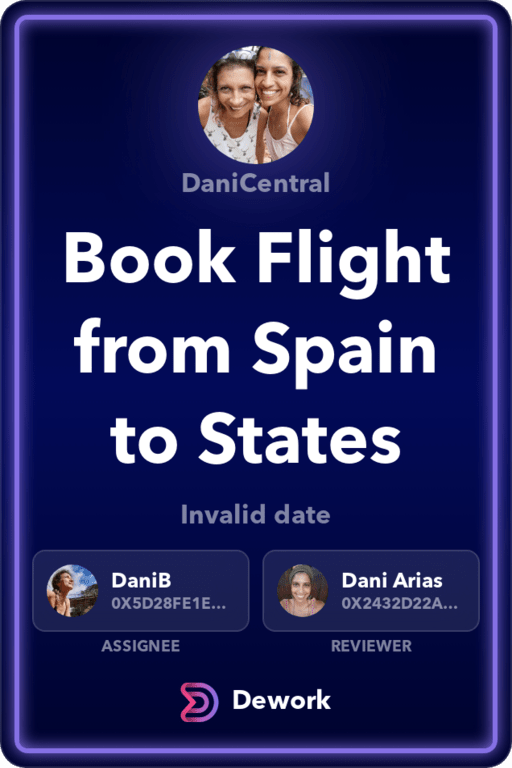 DaniCentral
Book Flight
from Spain
to States
Invalid date
DaniB
0X5D28FE1E...
ASSIGNEE
Dani Arias
0X2432D22A...
REVIEWER
Dework